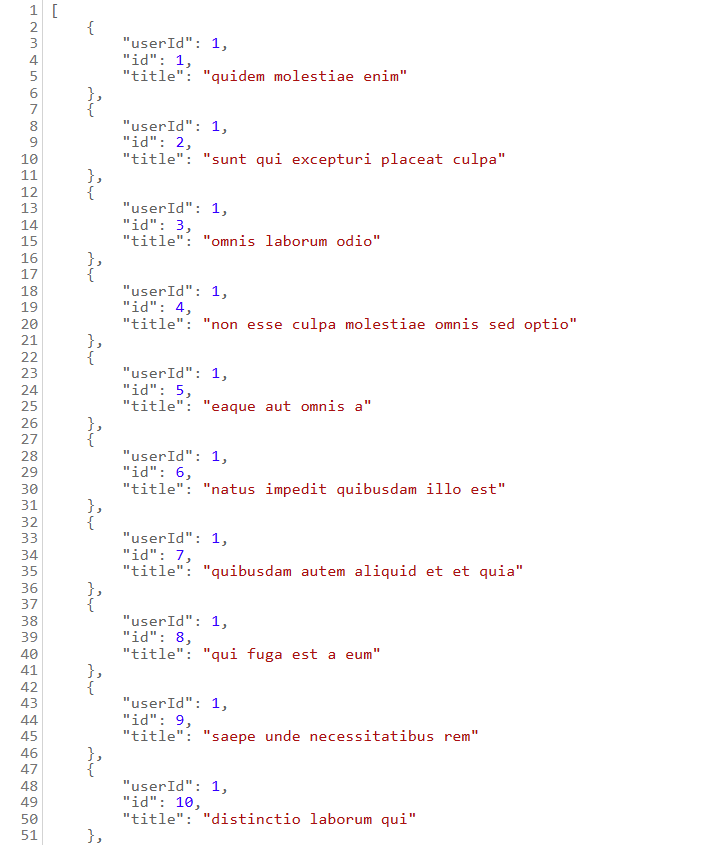 1 [
2     {
3         "userId": 1,
4         "id": 1,
5         "title": "quidem molestiae enim"
6     },
7     {
8         "userId": 1,
9         "id": 2,
10         "title": "sunt qui excepturi placeat culpa"
11     },
12     {
13         "userId": 1,
14         "id": 3,
15         "title": "omnis laborum odio"
16     },
17     {
18         "userId": 1,
19         "id": 4,
20         "title": "non esse culpa molestiae omnis sed optio"
21     },
22     {
23         "userId": 1,
24         "id": 5,
25         "title": "eaque aut omnis a"
26     },
27     {
28         "userId": 1,
29         "id": 6,
30         "title": "natus impedit quibusdam illo est"
31     },
32     {
33         "userId": 1,
34         "id": 7,
35         "title": "quibusdam autem aliquid et et quia"
36     },
37     {
38         "userId": 1,
39         "id": 8,
40         "title": "qui fuga est a eum"
41     },
42     {
43         "userId": 1,
44         "id": 9,
45         "title": "saepe unde necessitatibus rem"
46     },
47     {
48         "userId": 1,
49         "id": 10,
50         "title": "distinctio laborum qui"
51     },